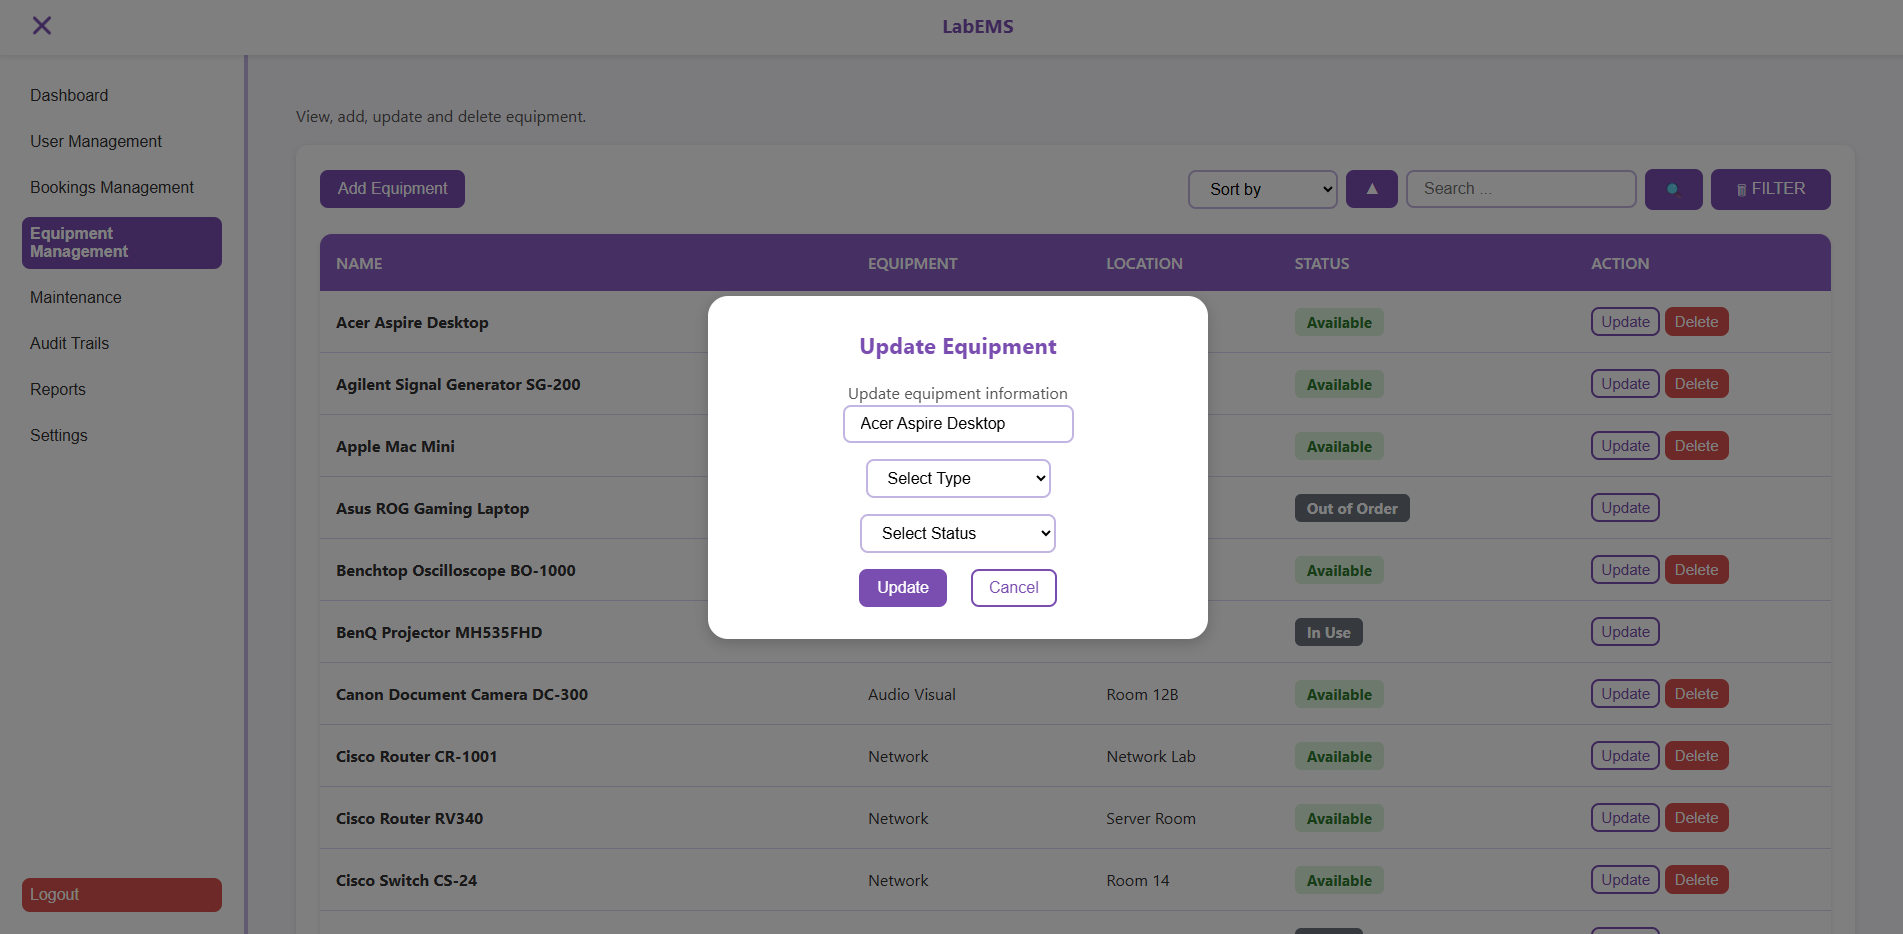 LabEMS
Dashboard
User Management
Bookings Management
Equipment
Management
Maintenance
Audit Trails
Reports
Settings
Logout
View, add, update and delete equipment.
Add Equipment
Sort by
▲
Search ...
FILTER
NAME EQUIPMENT LOCATION STATUS ACTION
Acer Aspire Desktop Available Update Delete
Agilent Signal Generator SG-200 Available Update Delete
Apple Mac Mini Available Update Delete
Asus ROG Gaming Laptop Out of Order Update
Benchtop Oscilloscope BO-1000 Available Update Delete
BenQ Projector MH535FHD In Use Update
Canon Document Camera DC-300 Audio Visual Room 12B Available Update Delete
Cisco Router CR-1001 Network Network Lab Available Update Delete
Cisco Router RV340 Network Server Room Available Update Delete
Cisco Switch CS-24 Network Room 14 Available Update Delete
Update Equipment
Update equipment information
Acer Aspire Desktop
Select Type
Select Status
Update Cancel